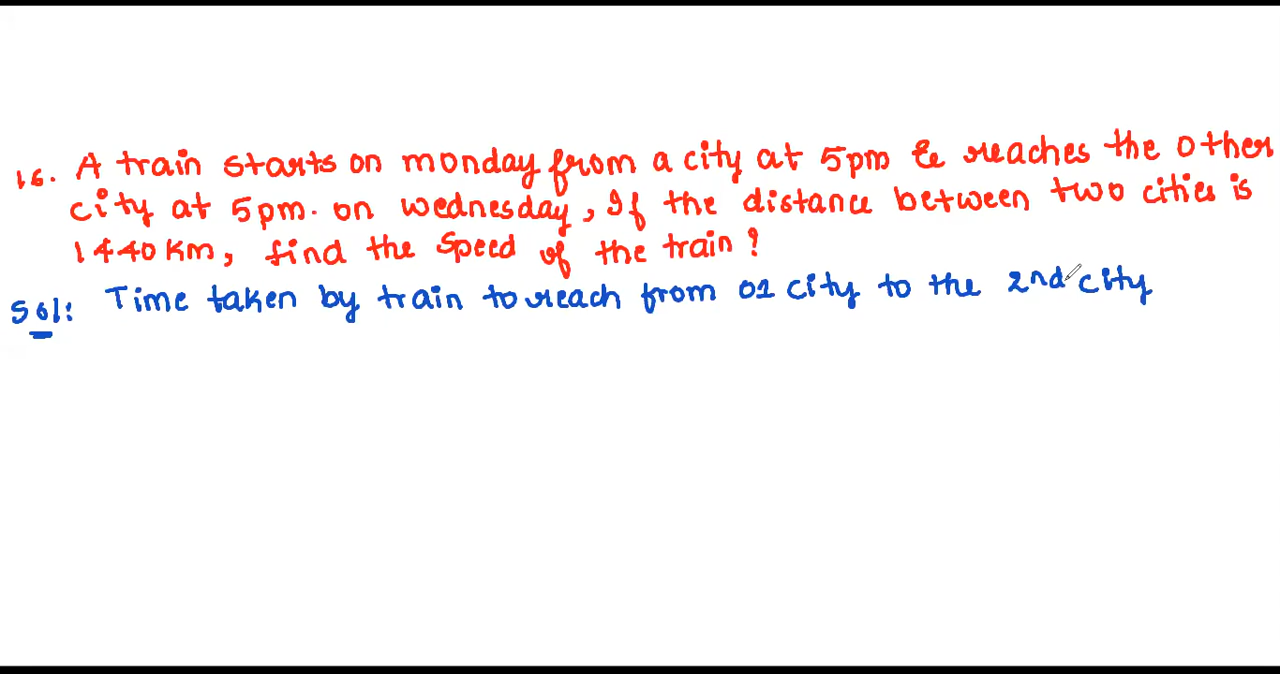 16. A train starts on monday from a city at 5pm & reaches the other
city at 5pm. on wednesday, If the distance between two cities is
1440 Km, find the speed of the train?
Sol: Time taken by train to reach from 01 city to the 2nd city